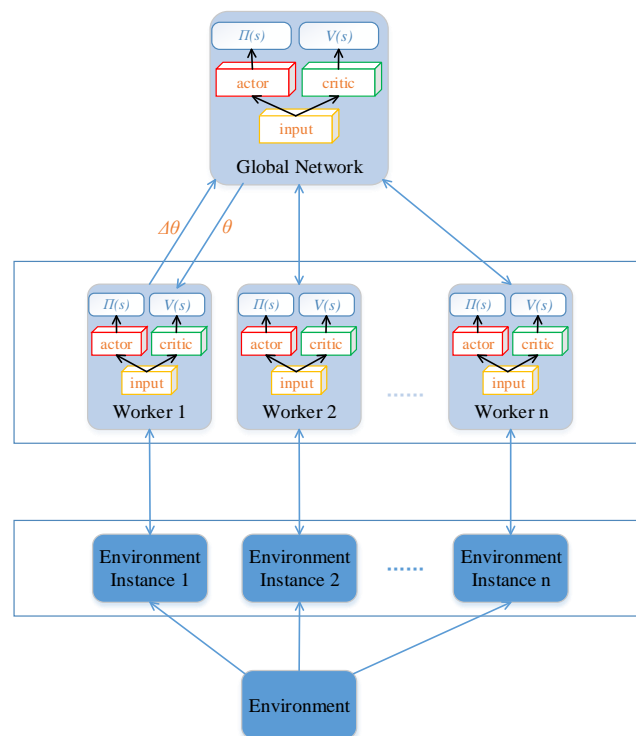 Π(s) V(s)
actor critic
input
Global Network
Δθ θ
Π(s) V(s) Π(s) V(s) Π(s) V(s)
actor critic actor critic actor critic
input input input
......
Worker 1 Worker 2 Worker n
Environment Instance 1
Environment Instance 2
......
Environment Instance n
Environment